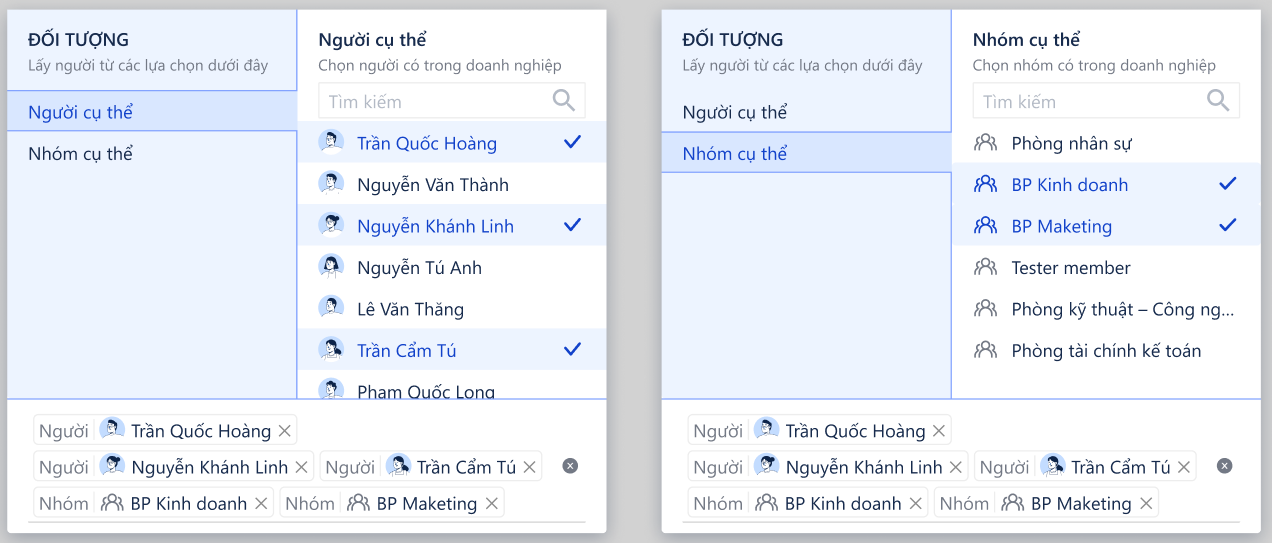 ĐỐI TƯỢNG
Lấy người từ các lựa chọn dưới đây
Người cụ thể
Nhóm cụ thể
Người cụ thể
Chọn người có trong doanh nghiệp
Tìm kiếm
Trần Quốc Hoàng
Nguyễn Văn Thành
Nguyễn Khánh Linh
Nguyễn Tú Anh
Lê Văn Thăng
Trần Cẩm Tú
Phạm Quốc Long
Người Trần Quốc Hoàng
Người Nguyễn Khánh Linh Người Trần Cẩm Tú
Nhóm BP Kinh doanh Nhóm BP Maketing
ĐỐI TƯỢNG
Lấy người từ các lựa chọn dưới đây
Người cụ thể
Nhóm cụ thể
Nhóm cụ thể
Chọn nhóm có trong doanh nghiệp
Tìm kiếm
Phòng nhân sự
BP Kinh doanh
BP Maketing
Tester member
Phòng kỹ thuật – Công ng...
Phòng tài chính kế toán
Người Trần Quốc Hoàng
Người Nguyễn Khánh Linh Người Trần Cẩm Tú
Nhóm BP Kinh doanh Nhóm BP Maketing